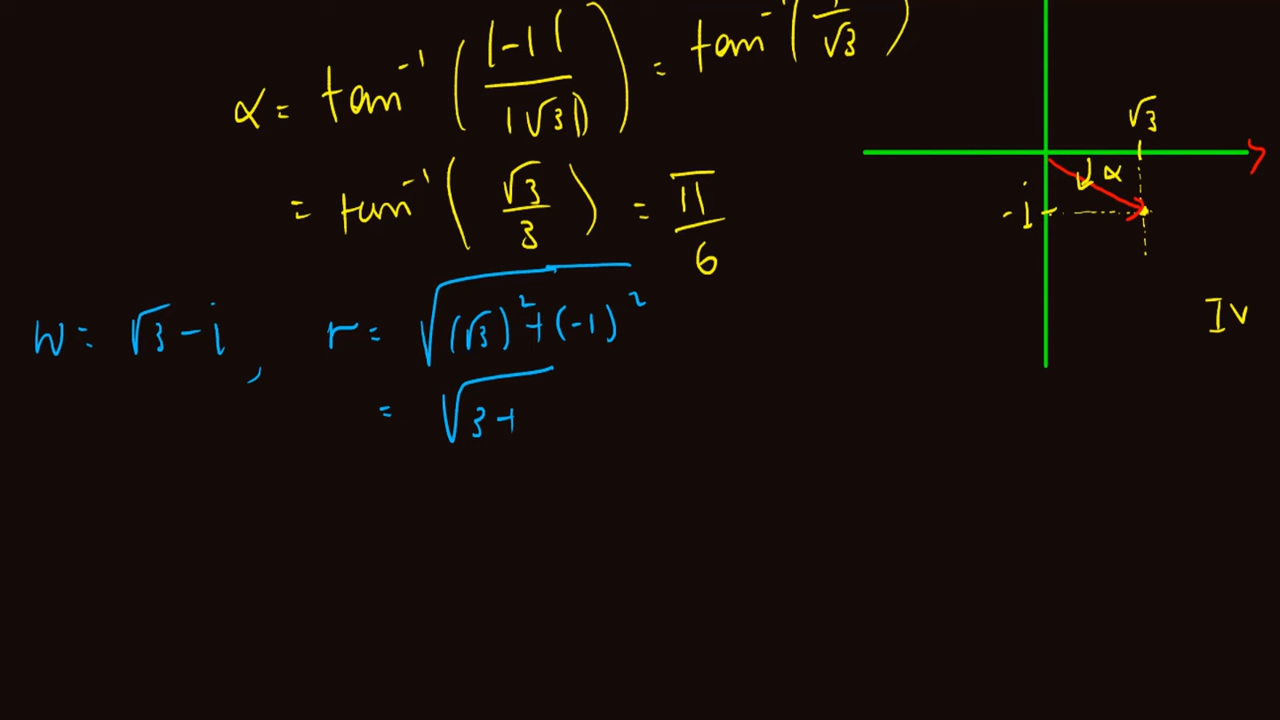 α = tan⁻¹(|-1|/|√3|) = tan⁻¹(1/√3)
= tan⁻¹(√3/3) = π/6
W = √3 - i, r = √((√3)² + (-1)²)
= √(3 +
√3
α
-i
IV